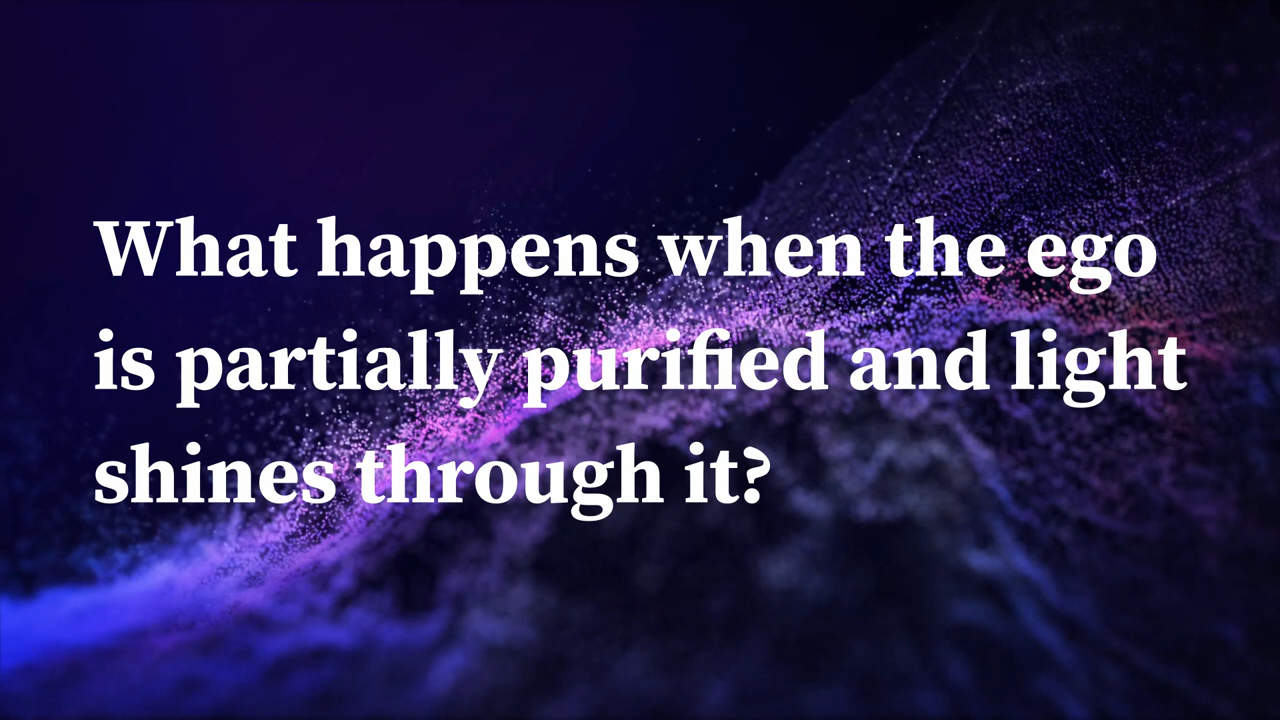 What happens when the ego
is partially purified and light
shines through it?